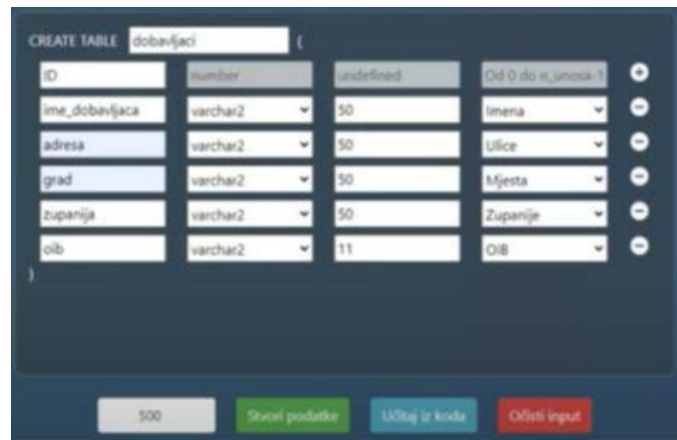 CREATE TABLE dobavljaci (
ID number undefined Od 0 do n_unosa-1
ime_dobavljaca varchar2 50 Imena
adresa varchar2 50 Ulice
grad varchar2 50 Mjesta
zupanija varchar2 50 Zupanije
oib varchar2 11 OIB
)
500 Stvori podatke Učitaj iz koda Očisti input